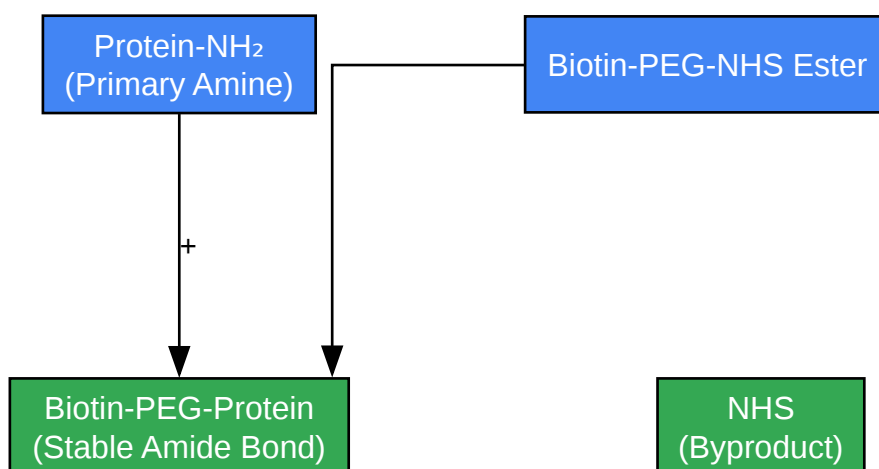 Protein-NH₂
(Primary Amine)
Biotin-PEG-NHS Ester
+
Biotin-PEG-Protein
(Stable Amide Bond)
NHS
(Byproduct)